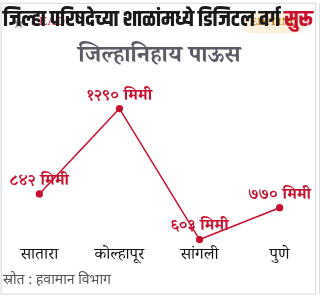 जिल्हा परिषदेच्या शाळांमध्ये डिजिटल वर्ग सुरू
जिल्हानिहाय पाऊस
१२९० मिमी
८४२ मिमी
७७० मिमी
६०३ मिमी
सातारा कोल्हापूर सांगली पुणे
स्रोत : हवामान विभाग